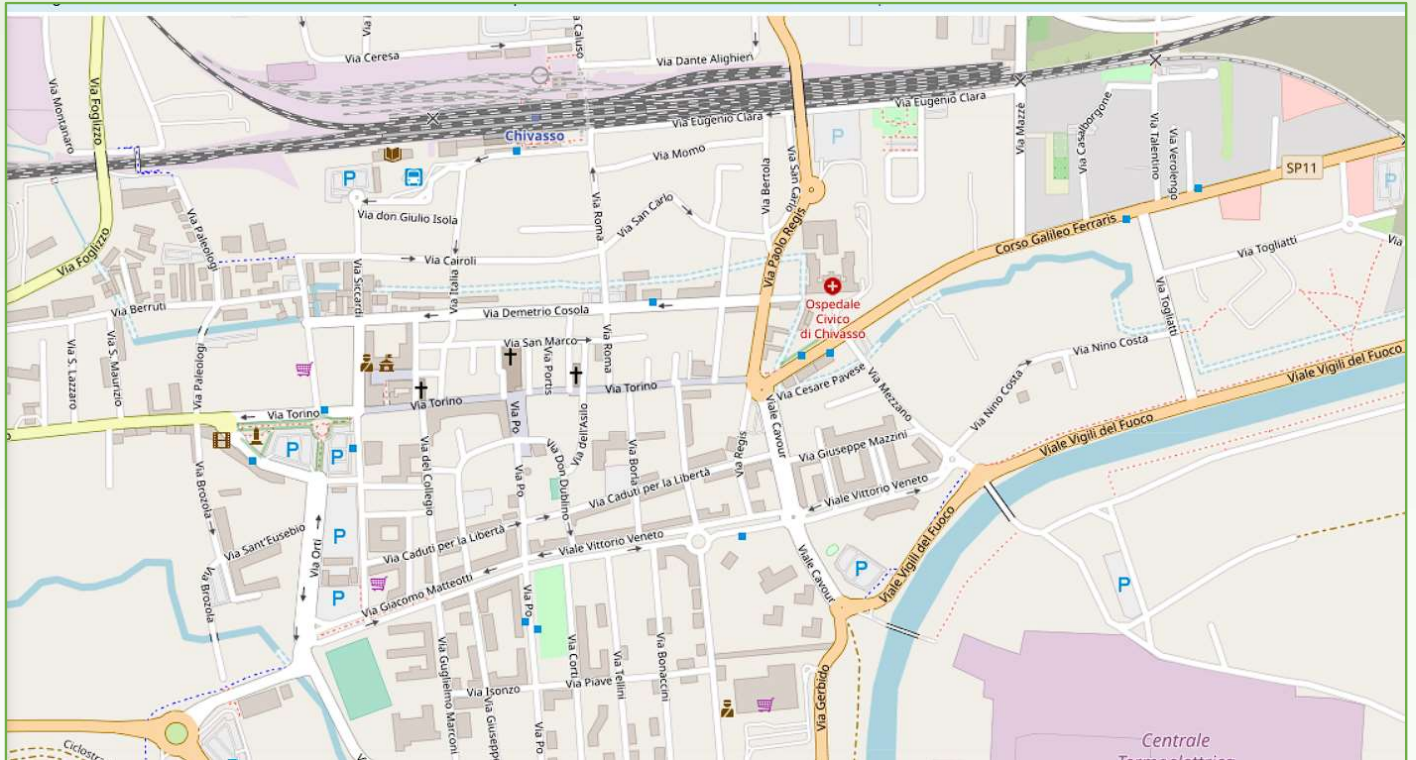 Via Ceresa
Via Caluso
Via Dante Alighieri
Via Montanaro
Via Foglizzo
Via Eugenio Clara
Via Eugenio Clara
Via Mazzè
Via Casalborgone
Via Talentino
Via Verolengo
Chivasso
Via Momo
Via Bertola
Via San Carlo
P
P
SP11
P
Via don Giulio Isola
Via Roma
Via San Carlo
Via Paolo Regis
Corso Galileo Ferraris
Via Paleologi
Via Foglizzo
Via Cairoli
Via Italia
Via Siccardi
Via Togliatti
Via
Via Togliatti
Via Berruti
Via Demetrio Cosola
Ospedale
Civico
di Chivasso
Via S. Lazzaro
Via S. Maurizio
Via Paleologi
Via San Marco
Via Portis
Via Roma
Via Nino Costa
Viale Vigili del Fuoco
Via Torino
Via Torino
Via Torino
Via Cesare Pavese
Via Mezzano
Via Nino Costa
Via Po
Via dell'Asilo
Viale Cavour
P
P
Via del Collegio
Via Po
Via Don Dublino
Via Borla
Via Regis
Via Giuseppe Mazzini
Viale Vigili del Fuoco
Via Brozola
Via Caduti per la Libertà
Viale Vittorio Veneto
Via Sant'Eusebio
Via Orti
P
Via Caduti per la Libertà
Viale Vittorio Veneto
Viale Cavour
P
Viale Vigili del Fuoco
Via Brozola
P
Via Giacomo Matteotti
Via Po
P
Via Guglielmo Marconi
Via Corti
Via Tellini
Via Bonaccini
Via Isonzo
Via Piave
Via Giusepp
Via Po
Via Gerbido
Centrale
Termoelettrica
Ciclostra
V